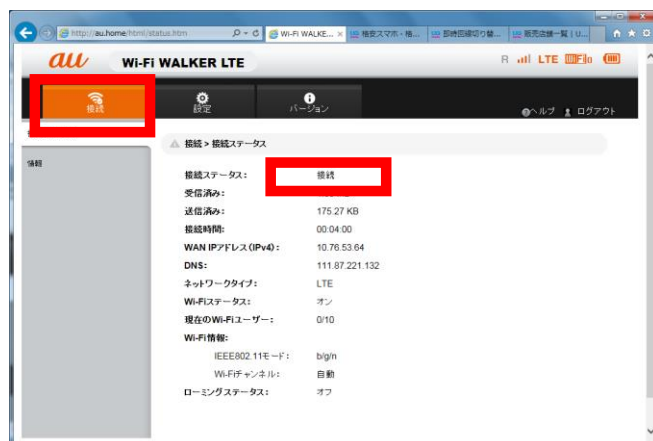 http://au.home/html/status.htm
Wi-Fi WALKE...
格安スマホ・格...
即時回線切り替...
販売店舗一覧 | U...
au Wi-Fi WALKER LTE
R LTE
接続 設定 バージョン
ヘルプ ログアウト
接続 > 接続ステータス
情報
接続ステータス: 接続
受信済み:
送信済み: 175.27 KB
接続時間: 00:04:00
WAN IPアドレス(IPv4): 10.76.53.64
DNS: 111.87.221.132
ネットワークタイプ: LTE
Wi-Fiステータス: オン
現在のWi-Fiユーザー: 0/10
Wi-Fi情報:
IEEE802.11モード: b/g/n
Wi-Fiチャンネル: 自動
ローミングステータス: オフ